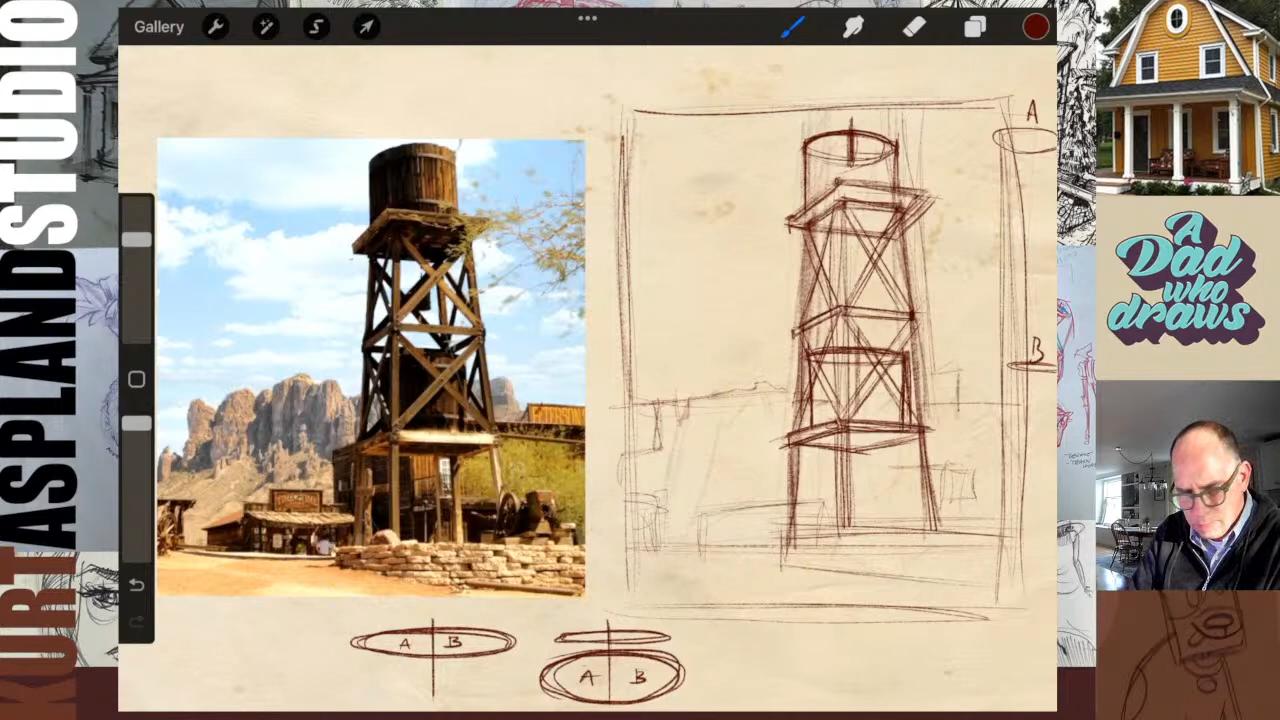 KURT ASPLAND STUDIO
Gallery
A
B
A B
A B
A
Dad
who
draws